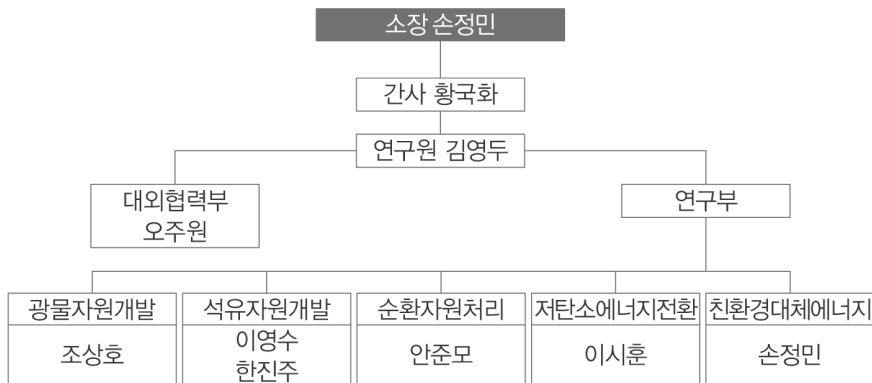 소장 손정민
간사 황국화
연구원 김영두
대외협력부
오주원
연구부
광물자원개발
조상호
석유자원개발
이영수
한진주
순환자원처리
안준모
저탄소에너지전환
이시훈
친환경대체에너지
손정민